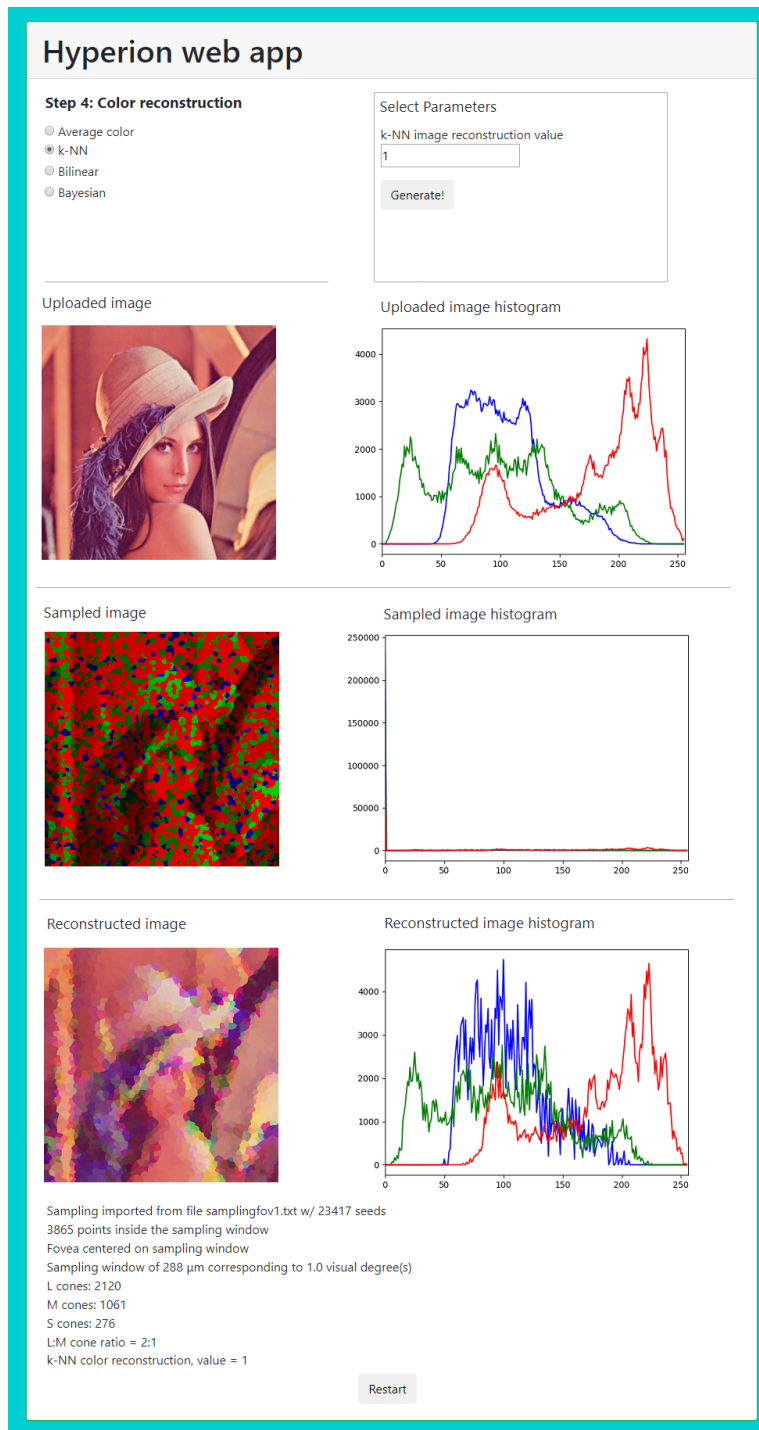 Hyperion web app
Step 4: Color reconstruction
Average color
k-NN
Bilinear
Bayesian
Select Parameters
k-NN image reconstruction value
1
Generate!
Uploaded image
Uploaded image histogram
4000
3000
2000
1000
0
0 50 100 150 200 250
Sampled image
Sampled image histogram
250000
200000
150000
100000
50000
0
0 50 100 150 200 250
Reconstructed image
Reconstructed image histogram
4000
3000
2000
1000
0
0 50 100 150 200 250
Sampling imported from file samplingfov1.txt w/ 23417 seeds
3865 points inside the sampling window
Fovea centered on sampling window
Sampling window of 288 μm corresponding to 1.0 visual degree(s)
L cones: 2120
M cones: 1061
S cones: 276
L:M cone ratio = 2:1
k-NN color reconstruction, value = 1
Restart